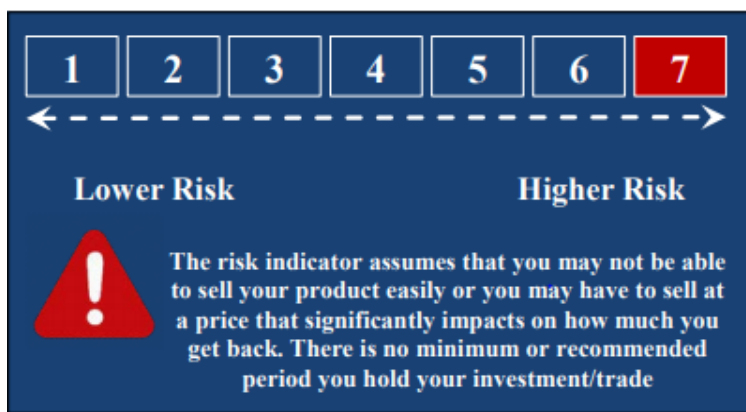 1 2 3 4 5 6 7
Lower Risk Higher Risk
The risk indicator assumes that you may not be able
to sell your product easily or you may have to sell at
a price that significantly impacts on how much you
get back. There is no minimum or recommended
period you hold your investment/trade